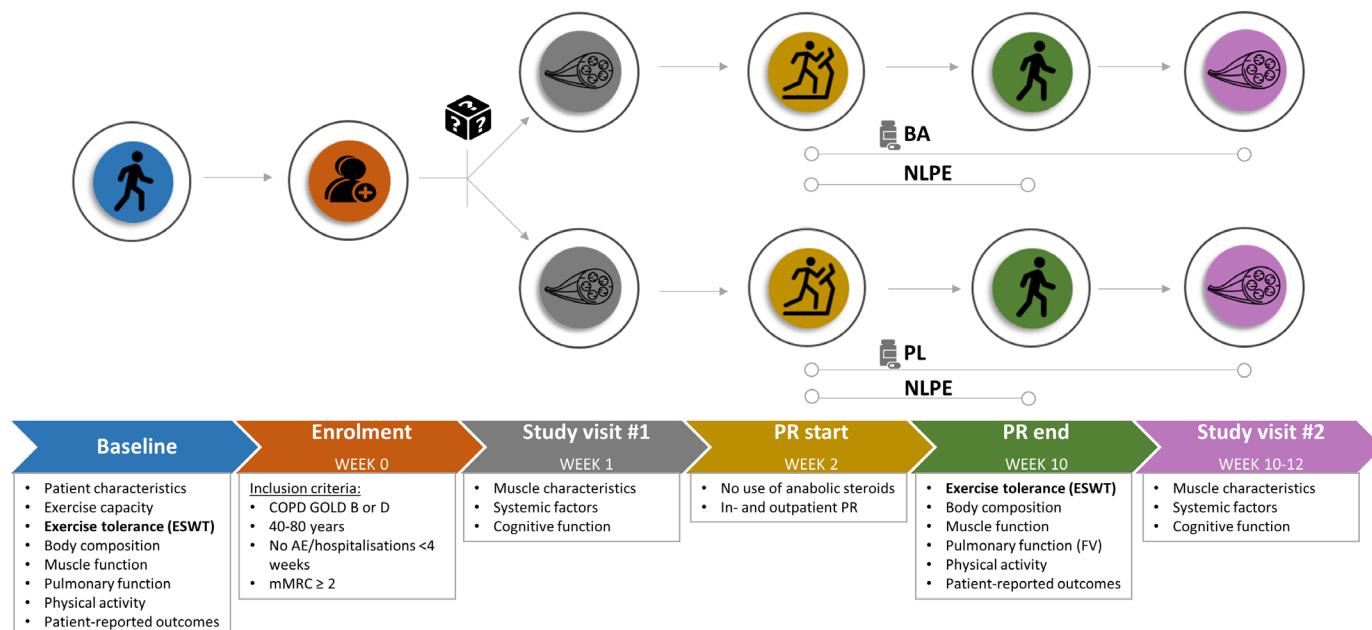 ? ? ?
BA
NLPE
PL
NLPE
Baseline
Enrolment
WEEK 0
Study visit #1
WEEK 1
PR start
WEEK 2
PR end
WEEK 10
Study visit #2
WEEK 10-12
• Patient characteristics
• Exercise capacity
• Exercise tolerance (ESWT)
• Body composition
• Muscle function
• Pulmonary function
• Physical activity
• Patient-reported outcomes
Inclusion criteria:
• COPD GOLD B or D
• 40-80 years
• No AE/hospitalisations <4
weeks
• mMRC ≥ 2
• Muscle characteristics
• Systemic factors
• Cognitive function
• No use of anabolic steroids
• In- and outpatient PR
• Exercise tolerance (ESWT)
• Body composition
• Muscle function
• Pulmonary function (FV)
• Physical activity
• Patient-reported outcomes
• Muscle characteristics
• Systemic factors
• Cognitive function